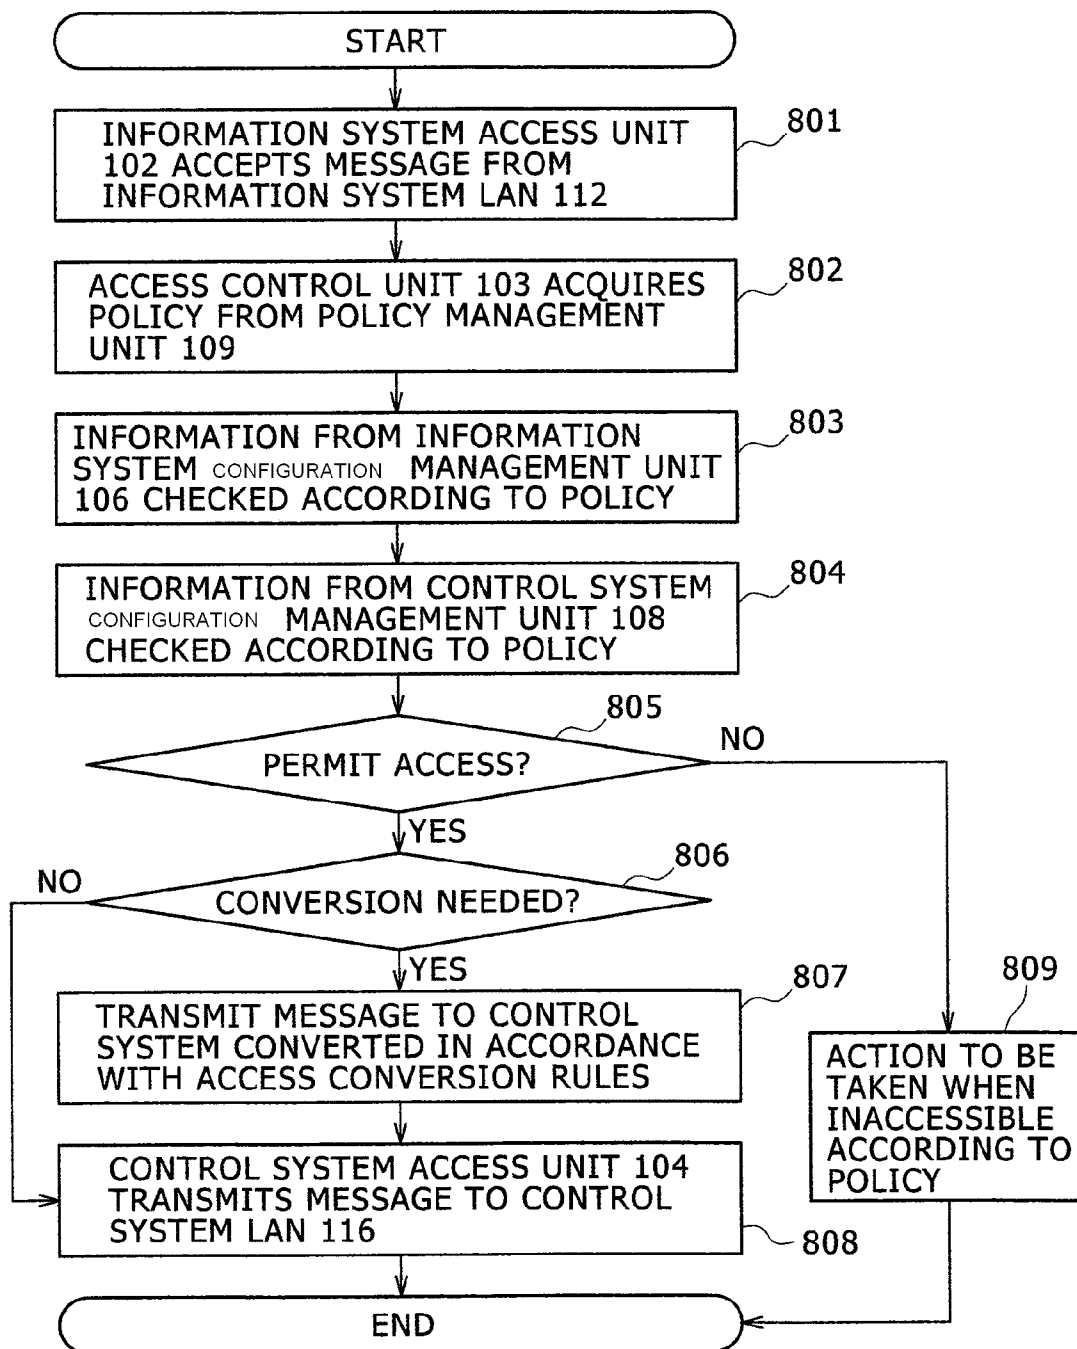 START
801
INFORMATION SYSTEM ACCESS UNIT
102 ACCEPTS MESSAGE FROM
INFORMATION SYSTEM LAN 112
802
ACCESS CONTROL UNIT 103 ACQUIRES
POLICY FROM POLICY MANAGEMENT
UNIT 109
803
INFORMATION FROM INFORMATION
SYSTEM CONFIGURATION MANAGEMENT UNIT
106 CHECKED ACCORDING TO POLICY
804
INFORMATION FROM CONTROL SYSTEM
CONFIGURATION MANAGEMENT UNIT 108
CHECKED ACCORDING TO POLICY
805
PERMIT ACCESS?
NO
YES
806
NO
CONVERSION NEEDED?
YES
807
TRANSMIT MESSAGE TO CONTROL
SYSTEM CONVERTED IN ACCORDANCE
WITH ACCESS CONVERSION RULES
809
ACTION TO BE
TAKEN WHEN
INACCESSIBLE
ACCORDING TO
POLICY
CONTROL SYSTEM ACCESS UNIT 104
TRANSMITS MESSAGE TO CONTROL
SYSTEM LAN 116
808
END